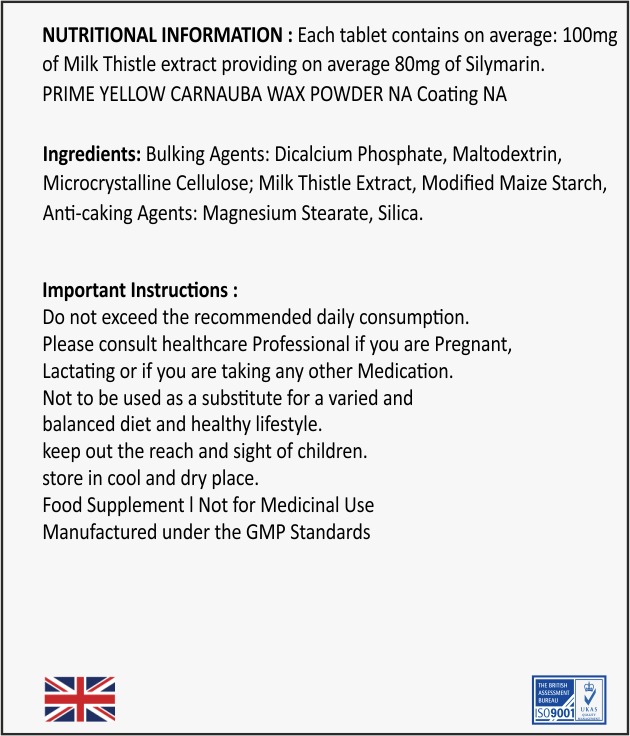 NUTRITIONAL INFORMATION : Each tablet contains on average: 100mg
of Milk Thistle extract providing on average 80mg of Silymarin.
PRIME YELLOW CARNAUBA WAX POWDER NA Coating NA
Ingredients: Bulking Agents: Dicalcium Phosphate, Maltodextrin,
Microcrystalline Cellulose; Milk Thistle Extract, Modified Maize Starch,
Anti-caking Agents: Magnesium Stearate, Silica.
Important Instructions :
Do not exceed the recommended daily consumption.
Please consult healthcare Professional if you are Pregnant,
Lactating or if you are taking any other Medication.
Not to be used as a substitute for a varied and
balanced diet and healthy lifestyle.
keep out the reach and sight of children.
store in cool and dry place.
Food Supplement l Not for Medicinal Use
Manufactured under the GMP Standards
THE BRITISH
ASSESSMENT
BUREAU
ISO9001
UKAS
QUALITY
MANAGEMENT